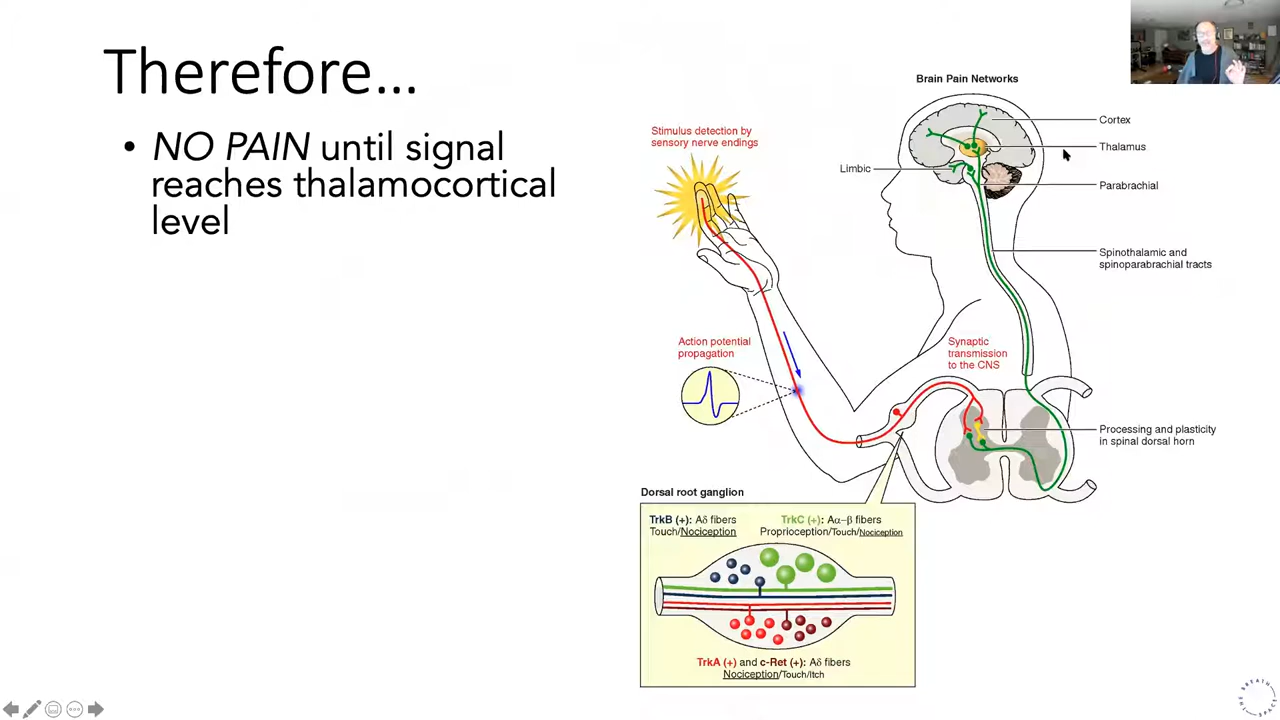 Therefore...
• NO PAIN until signal
reaches thalamocortical
level
Brain Pain Networks
Stimulus detection by
sensory nerve endings
Cortex
Thalamus
Limbic
Parabrachial
Spinothalamic and
spinoparabrachial tracts
Action potential
propagation
Synaptic
transmission
to the CNS
Processing and plasticity
in spinal dorsal horn
Dorsal root ganglion
TrkB (+): Aδ fibers
Touch/Nociception
TrkC (+): Aα–β fibers
Proprioception/Touch/Nociception
TrkA (+) and c-Ret (+): Aδ fibers
Nociception/Touch/Itch
THE BREATH SPACE